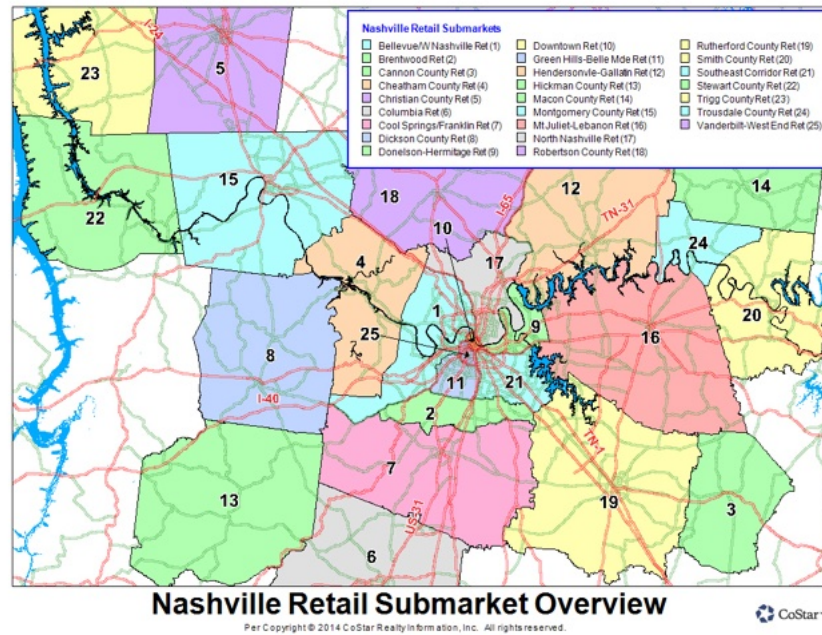 Nashville Retail Submarkets
Bellevue/W Nashville Ret (1)
Brentwood Ret (2)
Cannon County Ret (3)
Cheatham County Ret (4)
Christian County Ret (5)
Columbia Ret (6)
Cool Springs/Franklin Ret (7)
Dickson County Ret (8)
Donelson-Hermitage Ret (9)
Downtown Ret (10)
Green Hills-Belle Mde Ret (11)
Hendersonvle-Gallatin Ret (12)
Hickman County Ret (13)
Macon County Ret (14)
Montgomery County Ret (15)
Mt Juliet-Lebanon Ret (16)
North Nashville Ret (17)
Robertson County Ret (18)
Rutherford County Ret (19)
Smith County Ret (20)
Southeast Corridor Ret (21)
Stewart County Ret (22)
Trigg County Ret (23)
Trousdale County Ret (24)
Vanderbilt-West End Ret (25)
I-24
23
5
15
22
18
10
I-65
12
TN-31
14
17
24
4
1
9
20
25
16
8
11
21
I-40
2
TN-1
7
13
19
3
US-31
6
Nashville Retail Submarket Overview
Per Copyright © 2014 CoStar Realty Information, Inc. All rights reserved.
CoStar